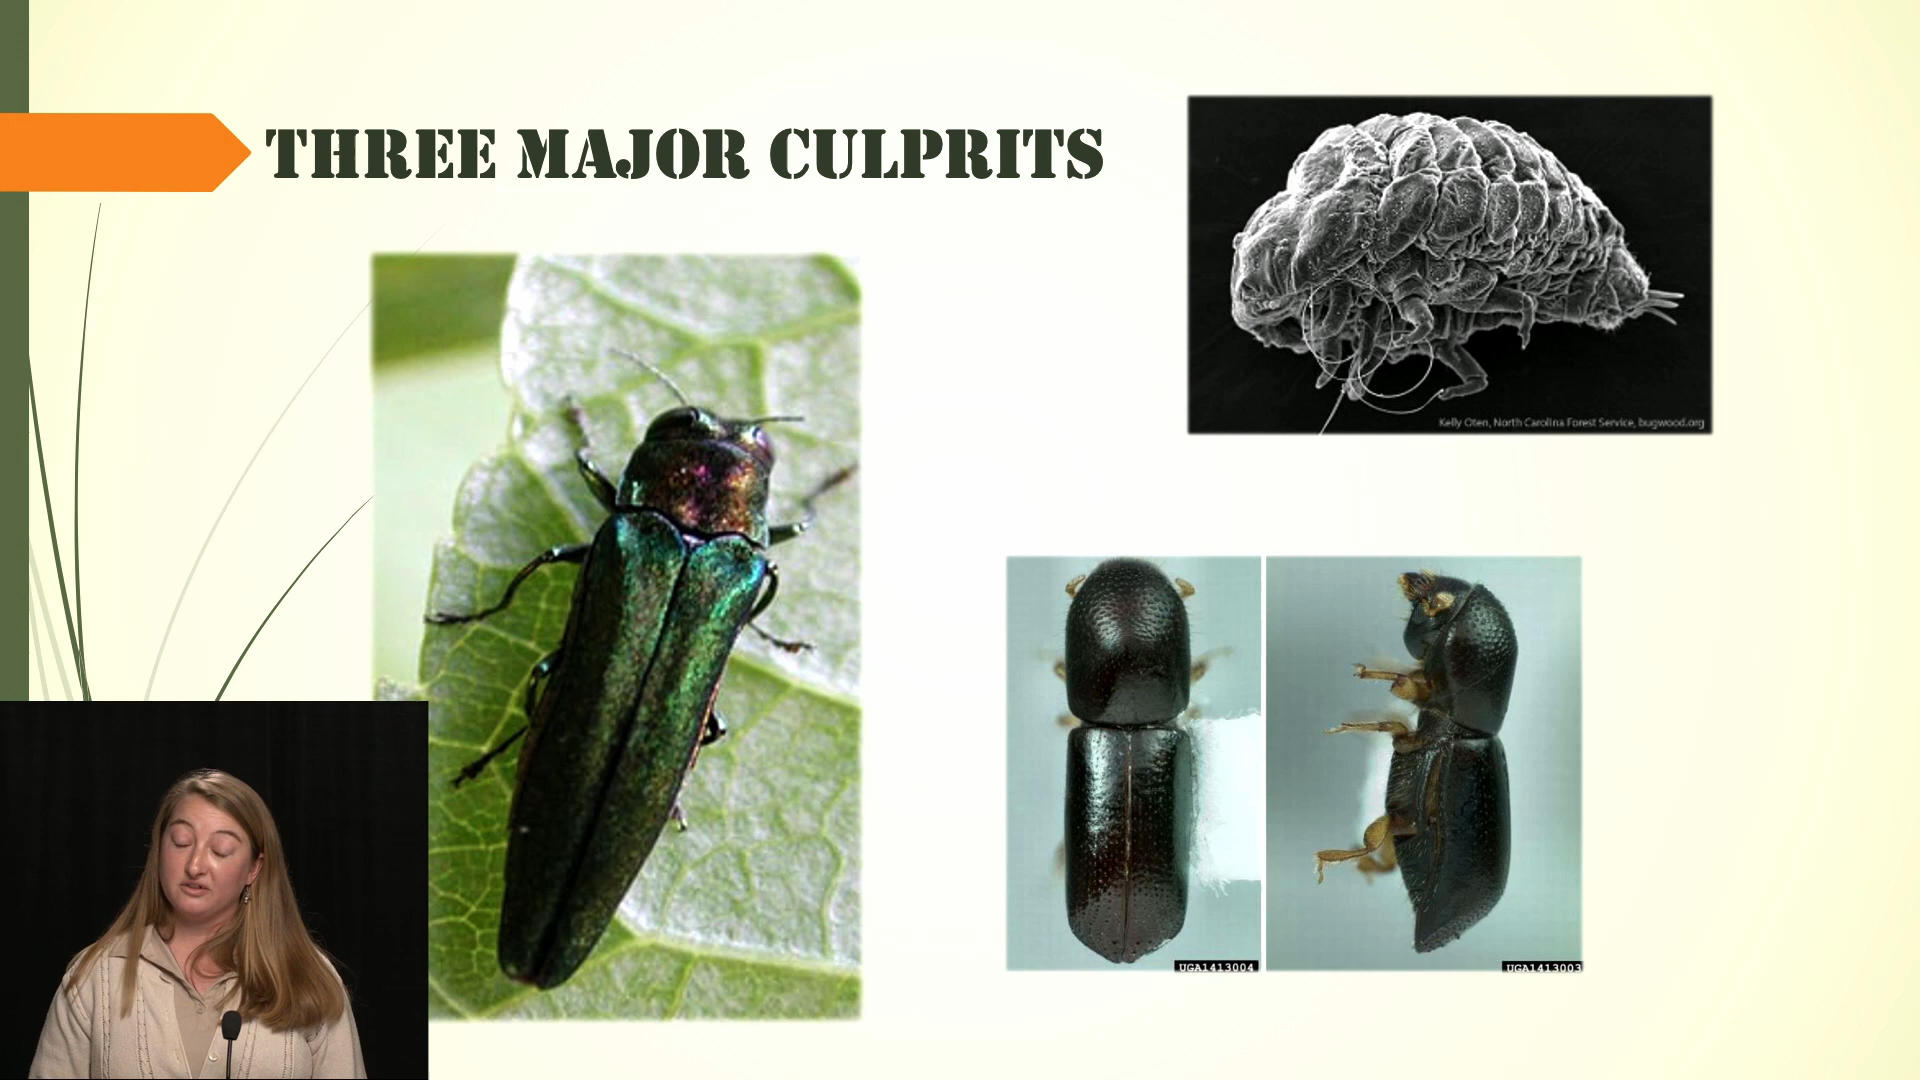 THREE MAJOR CULPRITS
Kelly Oten, North Carolina Forest Service, bugwood.org
UGA1413004
UGA1413003